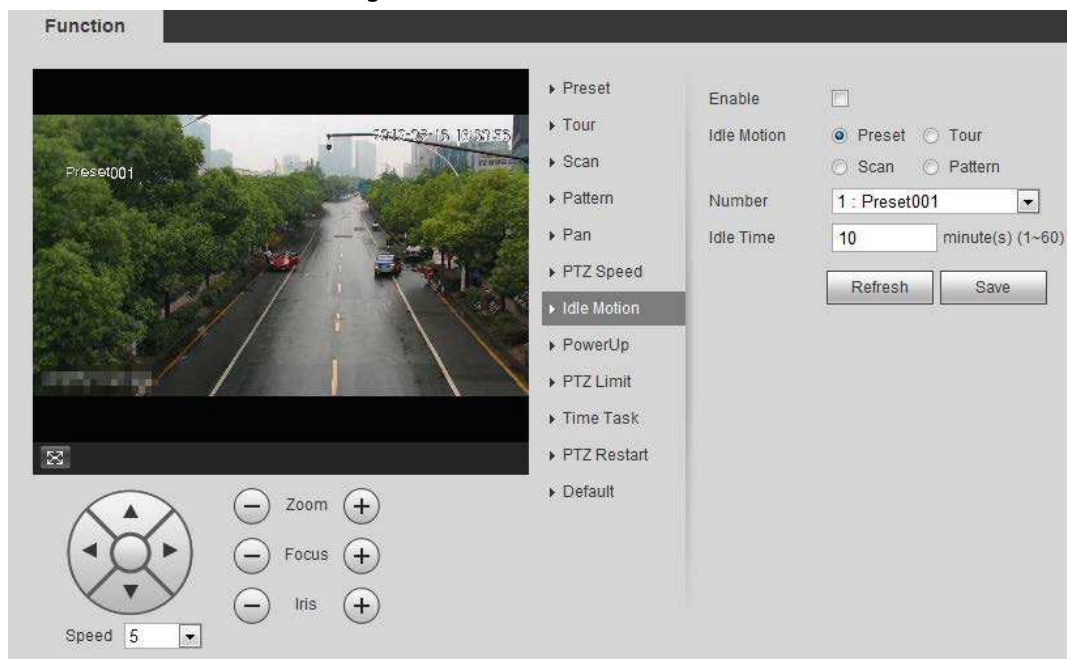 Function
Preset001
Preset
Tour
Scan
Pattern
Pan
PTZ Speed
Idle Motion
PowerUp
PTZ Limit
Time Task
PTZ Restart
Default
Enable
Idle Motion
Preset
Tour
Scan
Pattern
Number
1 : Preset001
Idle Time
10
minute(s) (1~60)
Refresh
Save
Zoom
Focus
Iris
Speed
5